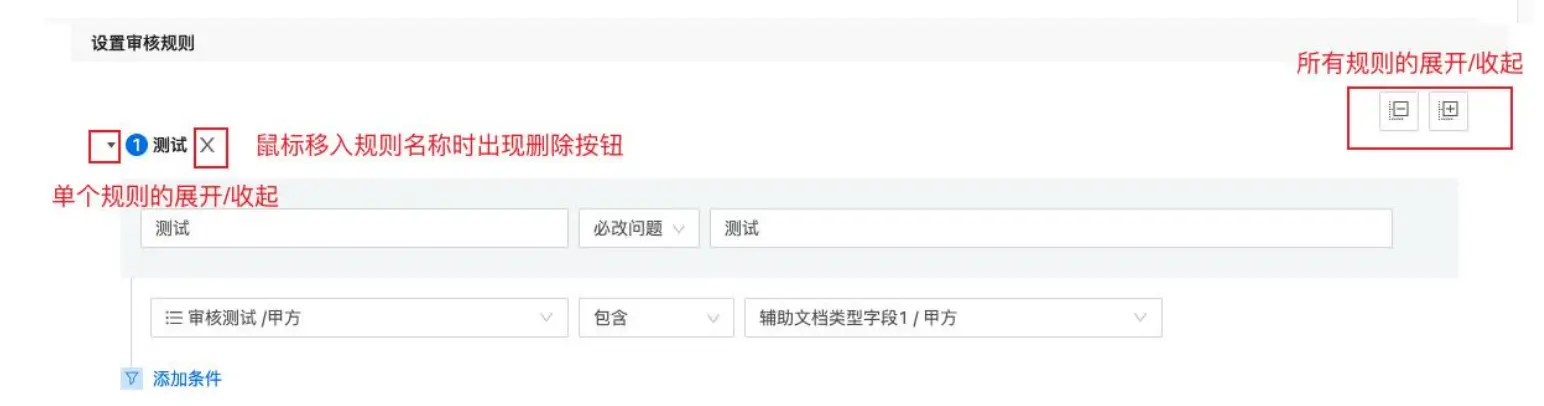 设置审核规则
所有规则的展开/收起
1 测试 鼠标移入规则名称时出现删除按钮
单个规则的展开/收起
测试 必改问题 测试
审核测试 /甲方 包含 辅助文档类型字段1 / 甲方
添加条件